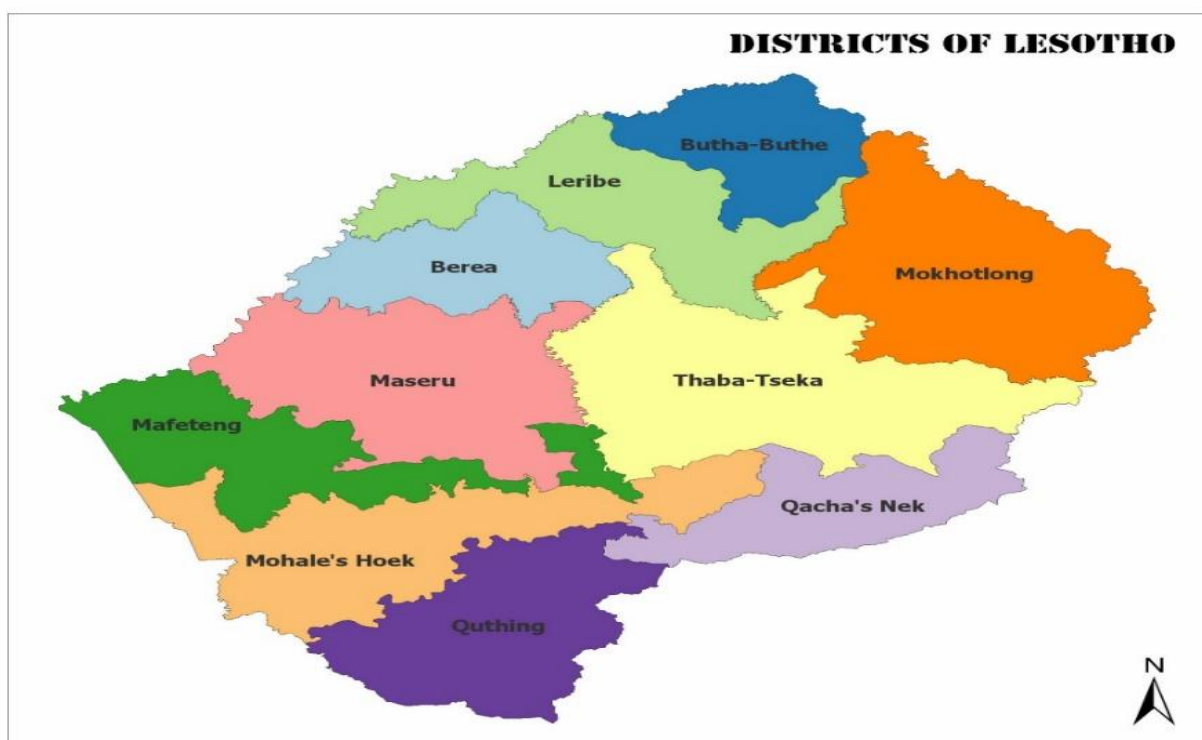 DISTRICTS OF LESOTHO
Butha-Buthe
Leribe
Berea
Mokhotlong
Maseru
Thaba-Tseka
Mafeteng
Qacha's Nek
Mohale's Hoek
Quthing
N